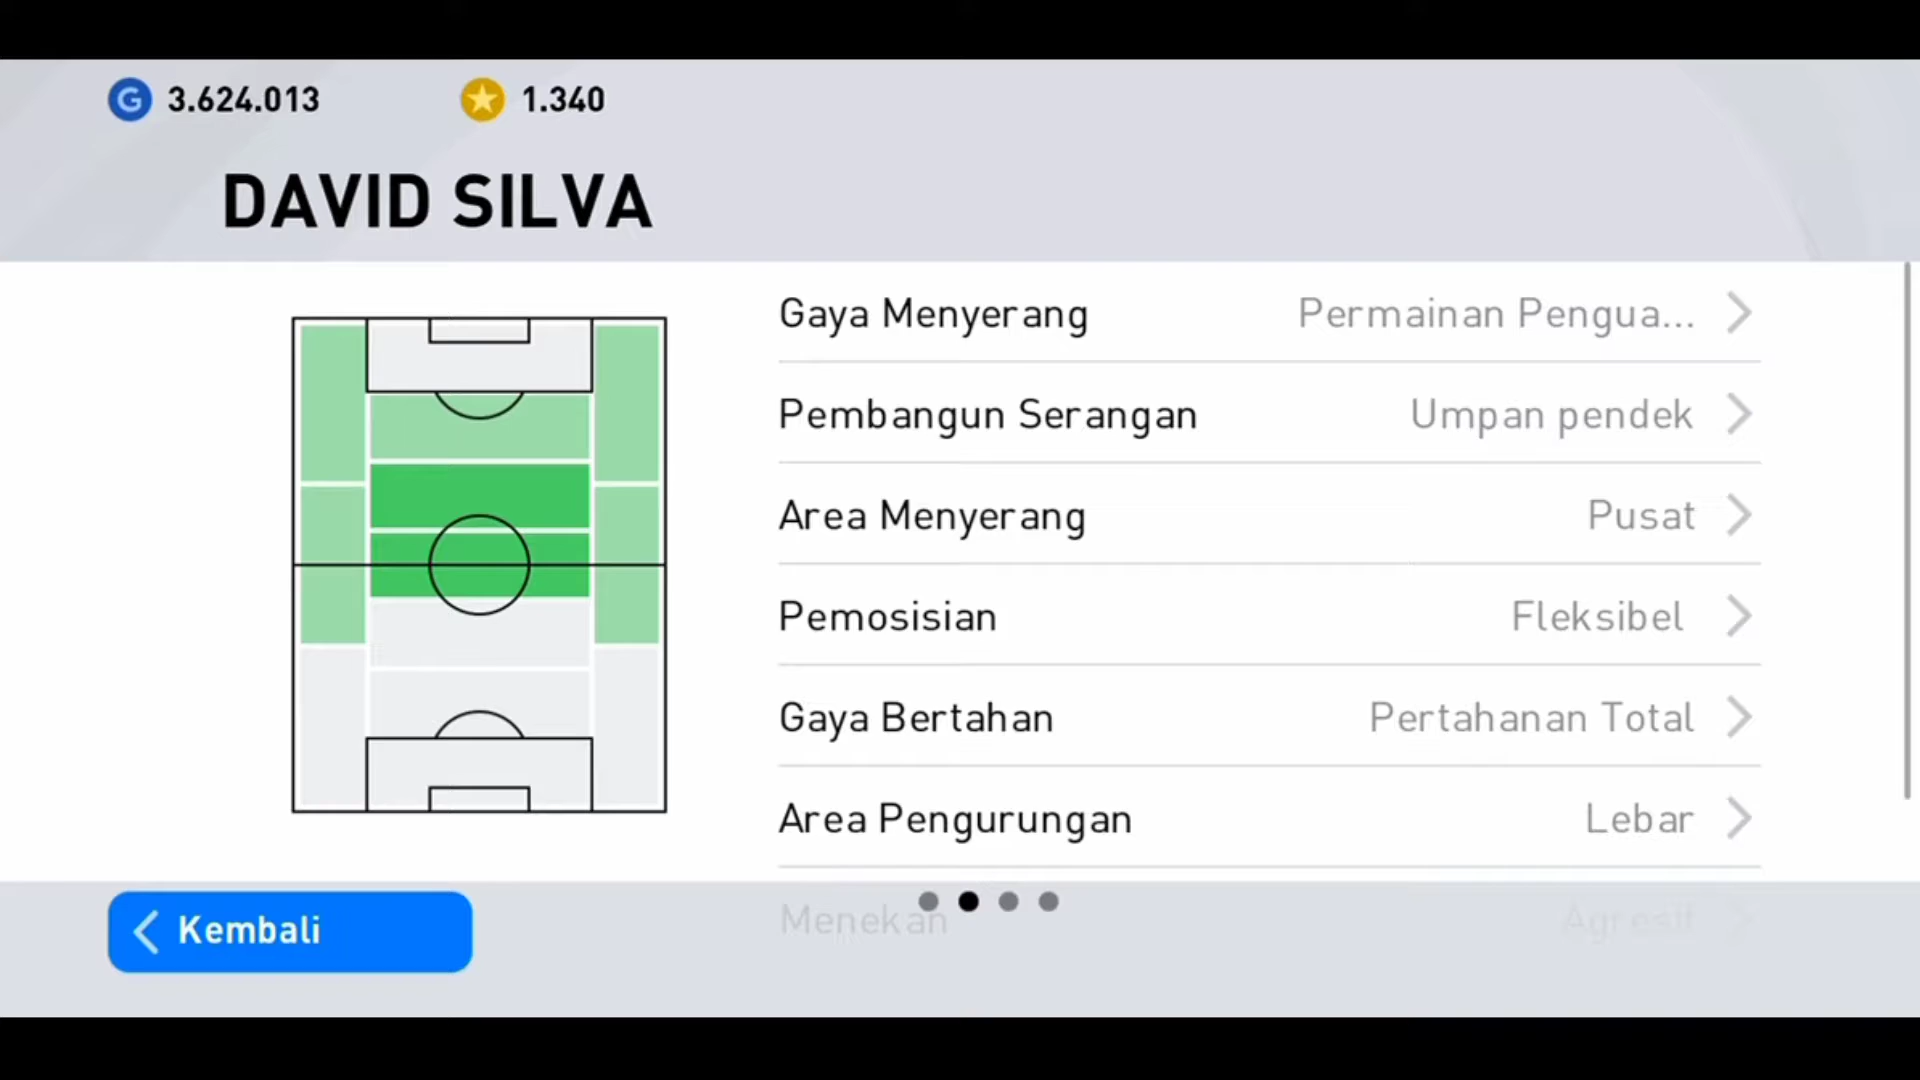 G 3.624.013 1.340
DAVID SILVA
Gaya Menyerang Permainan Pengua...
Pembangun Serangan Umpan pendek
Area Menyerang Pusat
Pemosisian Fleksibel
Gaya Bertahan Pertahanan Total
Area Pengurungan Lebar
Menekan Agresif
Kembali